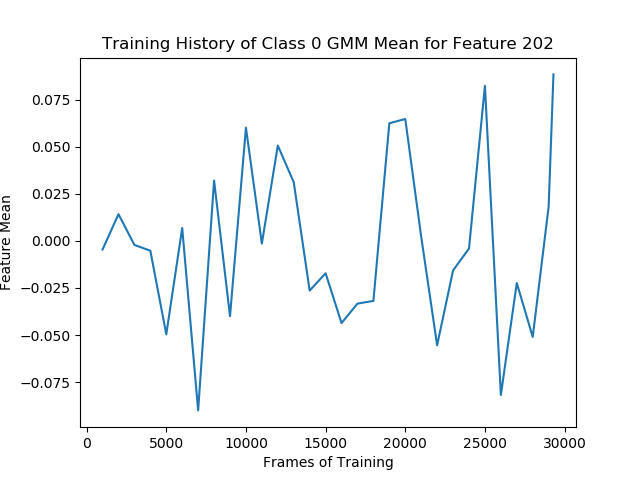 Training History of Class 0 GMM Mean for Feature 202
0.075
0.050
0.025
0.000
−0.025
−0.050
−0.075
Feature Mean
0 5000 10000 15000 20000 25000 30000
Frames of Training